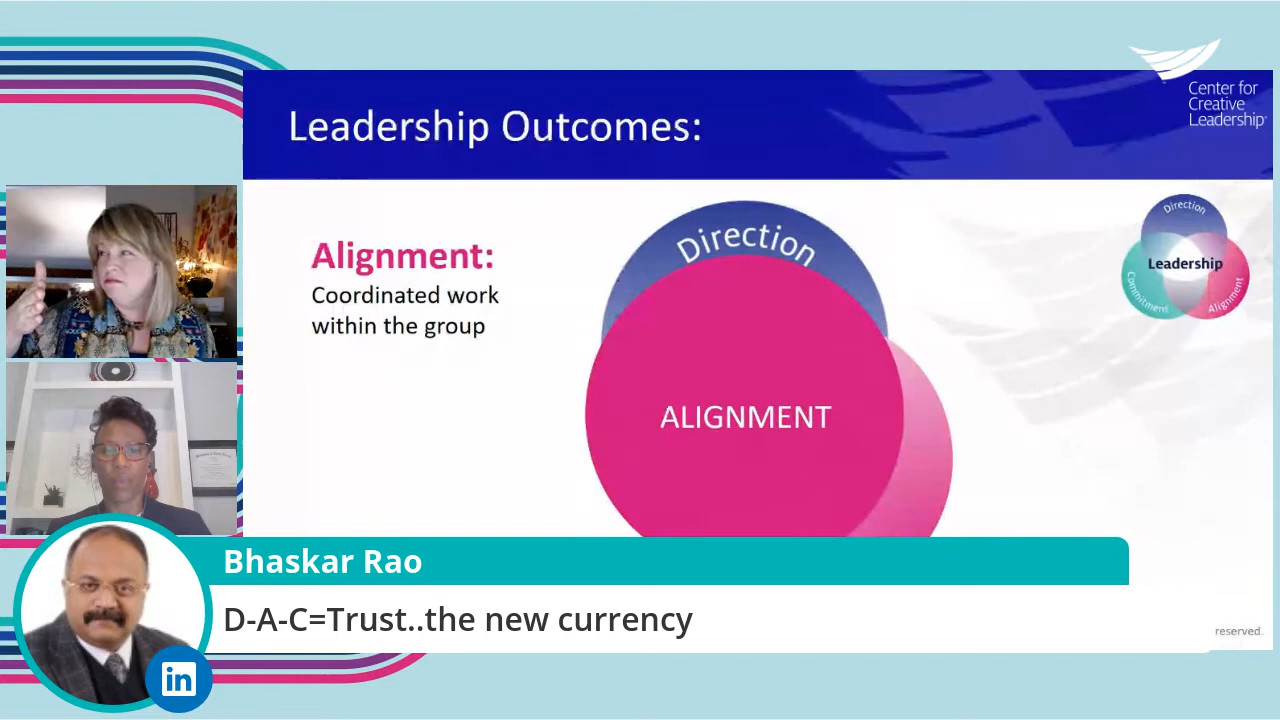 Leadership Outcomes:
Center for
Creative
Leadership
Alignment:
Coordinated work
within the group
Direction
ALIGNMENT
Direction
Leadership
Commitment
Alignment
Bhaskar Rao
D-A-C=Trust..the new currency
in
reserved.